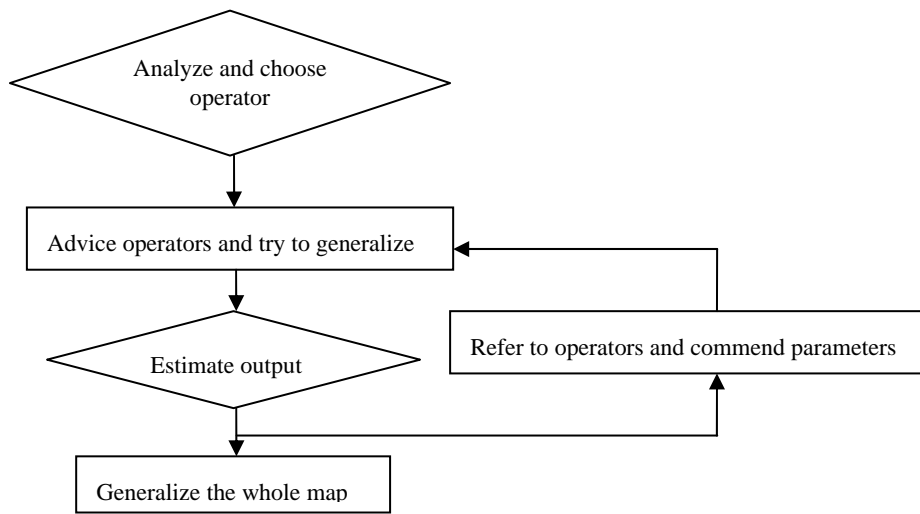 Analyze and choose
operator
Advice operators and try to generalize
Estimate output
Refer to operators and commend parameters
Generalize the whole map